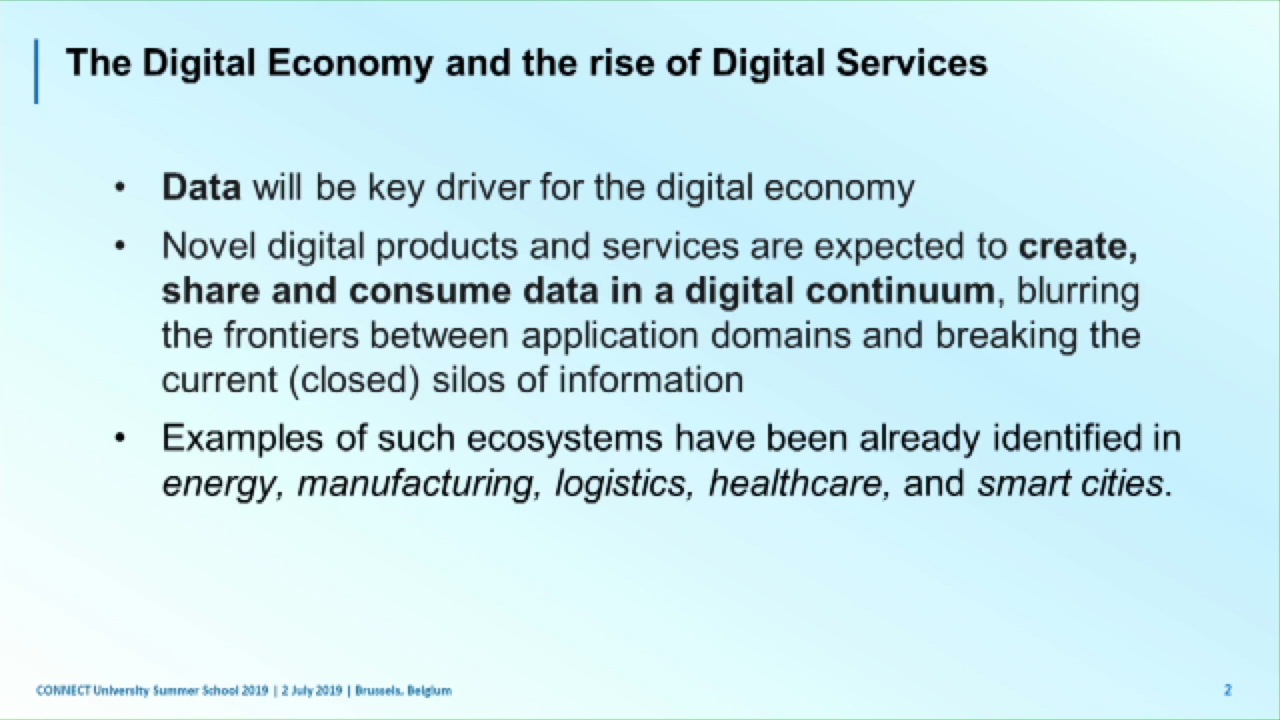 The Digital Economy and the rise of Digital Services
• Data will be key driver for the digital economy
• Novel digital products and services are expected to create,
share and consume data in a digital continuum, blurring
the frontiers between application domains and breaking the
current (closed) silos of information
• Examples of such ecosystems have been already identified in
energy, manufacturing, logistics, healthcare, and smart cities.
CONNECT University Summer School 2019 | 2 July 2019 | Brussels, Belgium
2